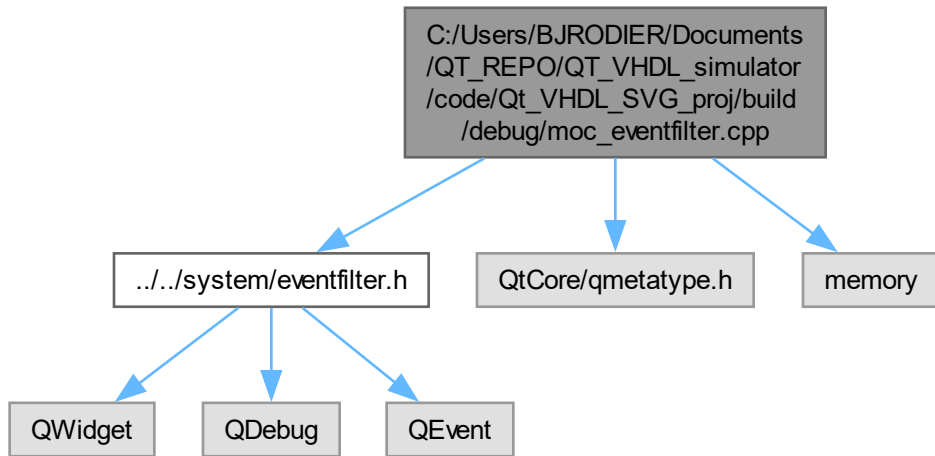 C:/Users/BJRODIER/Documents
/QT_REPO/QT_VHDL_simulator
/code/Qt_VHDL_SVG_proj/build
/debug/moc_eventfilter.cpp
../../system/eventfilter.h
QtCore/qmetatype.h
memory
QWidget
QDebug
QEvent